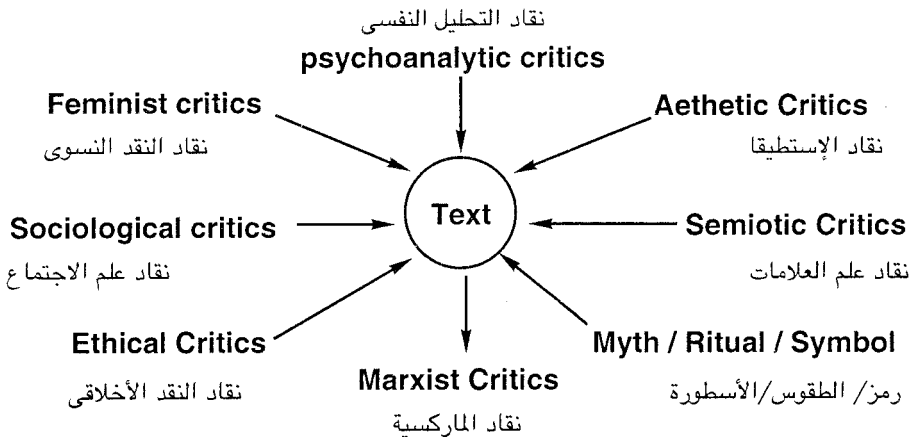 نقاد التحليل النفسى
psychoanalytic critics
Feminist critics
نقاد النقد النسوى
Aethetic Critics
نقاد الإستطيقا
Text
Sociological critics
نقاد علم الاجتماع
Semiotic Critics
نقاد علم العلامات
Ethical Critics
نقاد النقد الأخلاقى
Marxist Critics
نقاد الماركسية
Myth / Ritual / Symbol
رمز/ الطقوس/الأسطورة